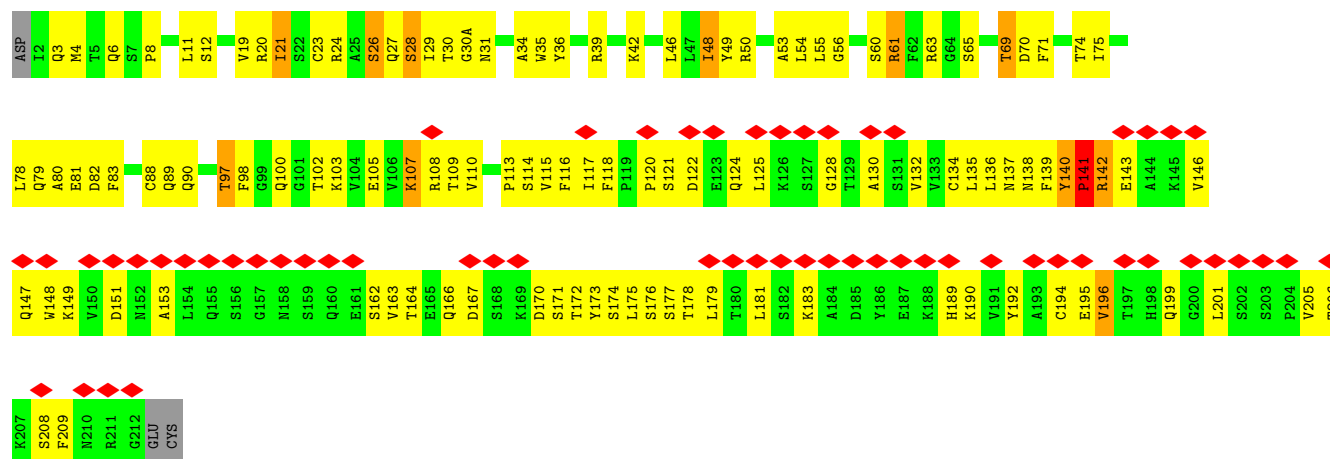 ASP I2 Q3 M4 T5 Q6 S7 P8 L11 S12 V19 R20 I21 S22 C23 R24 A25 S26 Q27 S28 I29 T30 G30A N31 A34 W35 Y36 R39 K42 L46 L47 I48 Y49 R50 A53 L54 L55 G56 S60 R61 F62 R63 G64 S65 T69 D70 F71 T74 I75
L78 Q79 A80 E81 D82 F83 C88 Q89 Q90 T97 F98 G99 Q100 G101 T102 K103 V104 E105 V106 K107 R108 T109 V110 P113 S114 V115 F116 I117 F118 P119 P120 S121 D122 E123 Q124 L125 K126 S127 G128 T129 A130 S131 V132 V133 C134 L135 L136 N137 N138 F139 Y140 P141 R142 E143 A144 K145 V146
Q147 W148 K149 V150 D151 N152 A153 L154 Q155 S156 G157 N158 S159 Q160 E161 S162 V163 T164 E165 Q166 D167 S168 K169 D170 S171 T172 Y173 S174 L175 S176 S177 T178 L179 T180 L181 S182 K183 A184 D185 Y186 E187 K188 H189 K190 V191 Y192 A193 C194 E195 V196 T197 H198 Q199 G200 L201 S202 S203 P204 V205
K207 S208 F209 N210 R211 G212 GLU CYS